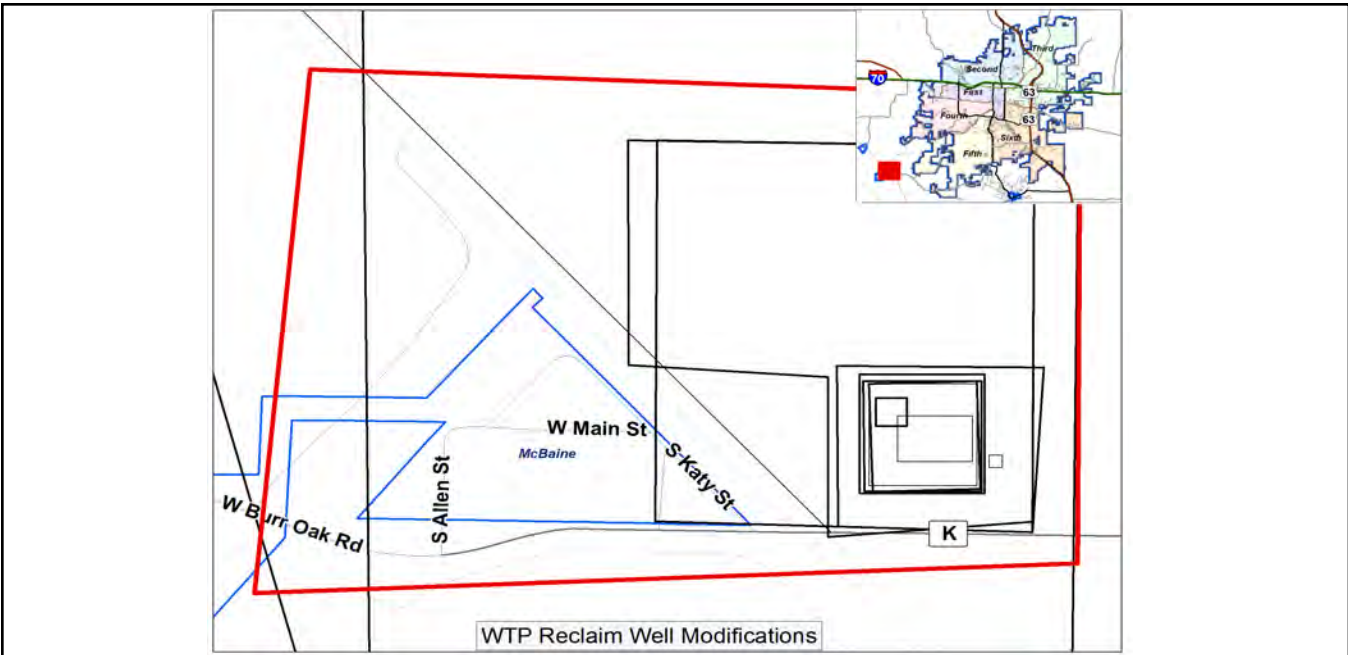 Third
Second
70
63
First
63
Fourth
Sixth
Fifth
W Main St
McBaine
S Katy St
S Allen St
W Burr Oak Rd
K
WTP Reclaim Well Modifications